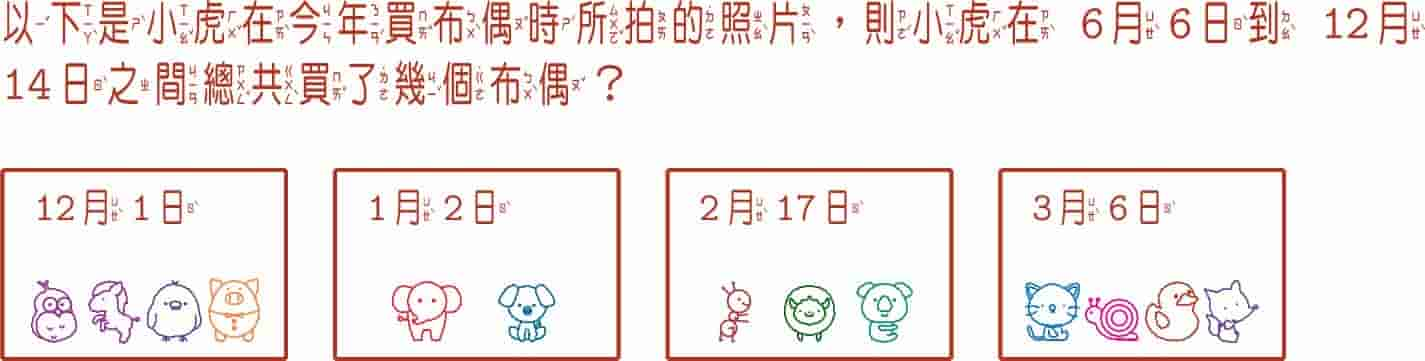 以下是小虎在今年買布偶時所拍的照片，則小虎在 6月6日到 12月
14日之間總共買了幾個布偶？
12月1日
1月2日
2月17日
3月6日